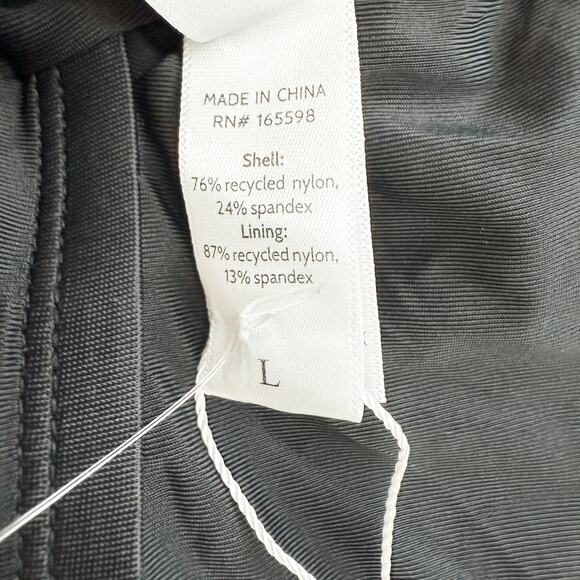 MADE IN CHINA
RN# 165598
Shell:
76% recycled nylon,
24% spandex
Lining:
87% recycled nylon,
13% spandex
L